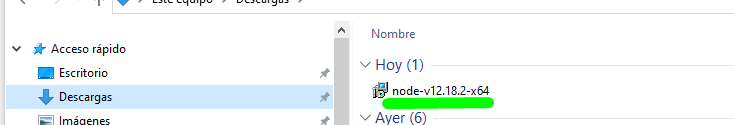 Este equipo > Descargas >
Nombre
Acceso rápido
Hoy (1)
Escritorio
node-v12.18.2-x64
Descargas
Ayer (6)
Imágenes